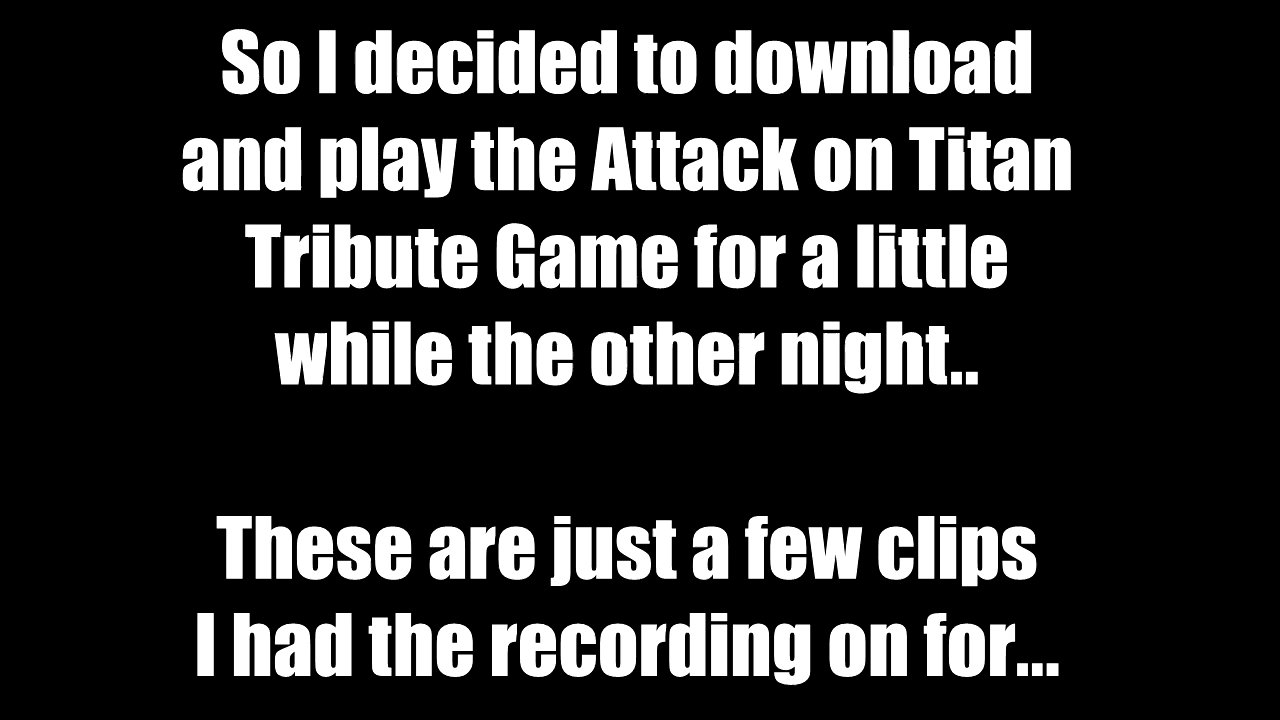 So I decided to download
and play the Attack on Titan
Tribute Game for a little
while the other night..
These are just a few clips
I had the recording on for...